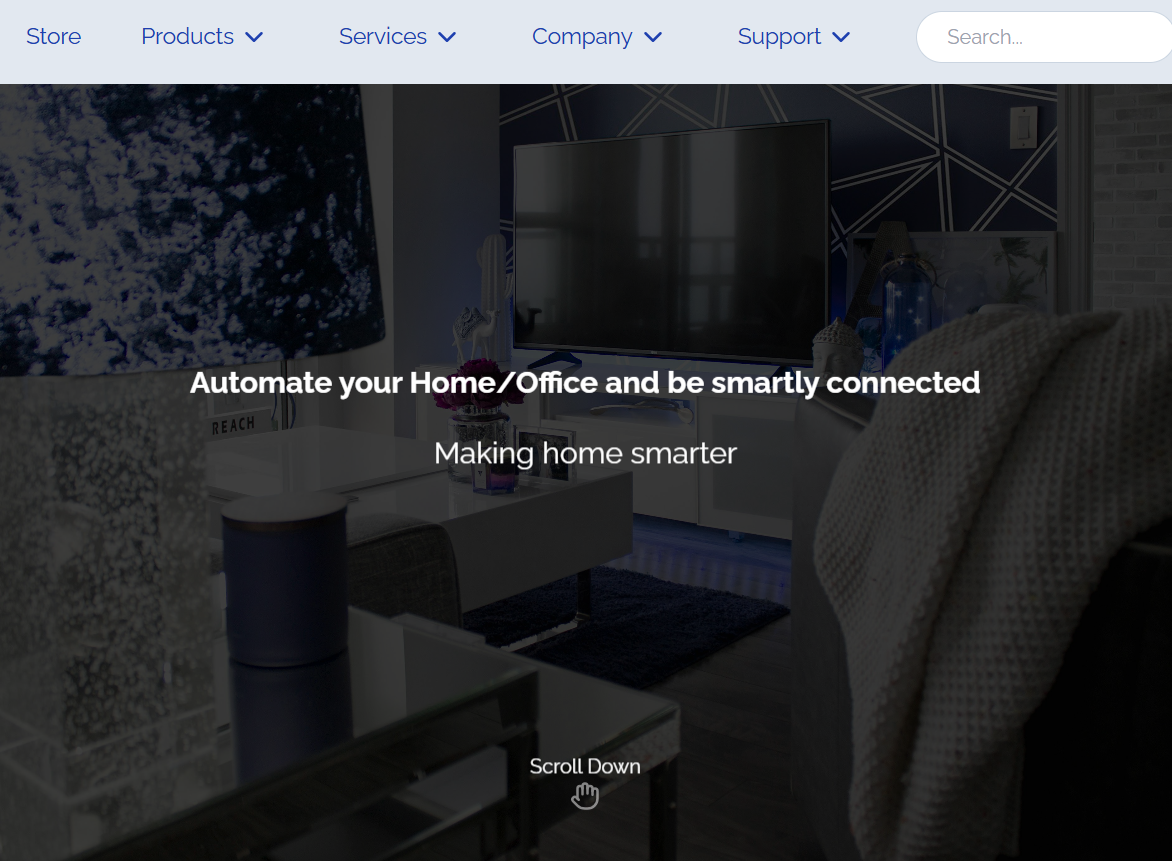 Store Products Services Company Support Search...
REACH
Automate your Home/Office and be smartly connected
Making home smarter
Scroll Down